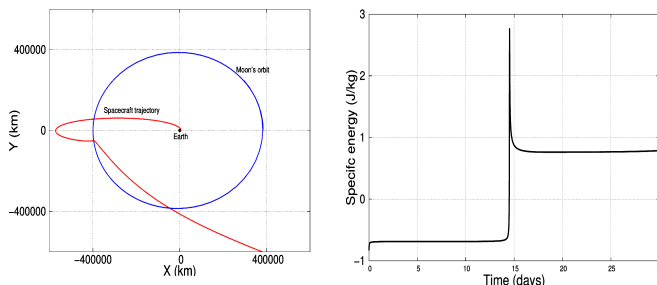 400000
0
−400000
Y (km)
−400000
0
400000
X (km)
Moon's orbit
Spacecraft trajectory
Earth
3
2
1
0
−1
Specifc energy (J/kg)
0
5
10
15
20
25
Time (days)